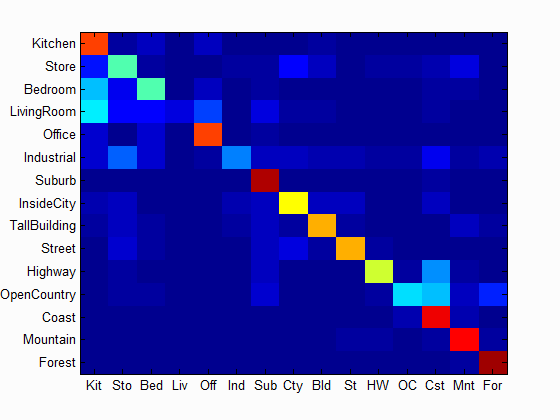 Kitchen
Store
Bedroom
LivingRoom
Office
Industrial
Suburb
InsideCity
TallBuilding
Street
Highway
OpenCountry
Coast
Mountain
Forest
Kit Sto Bed Liv Off Ind Sub Cty Bld St HW OC Cst Mnt For